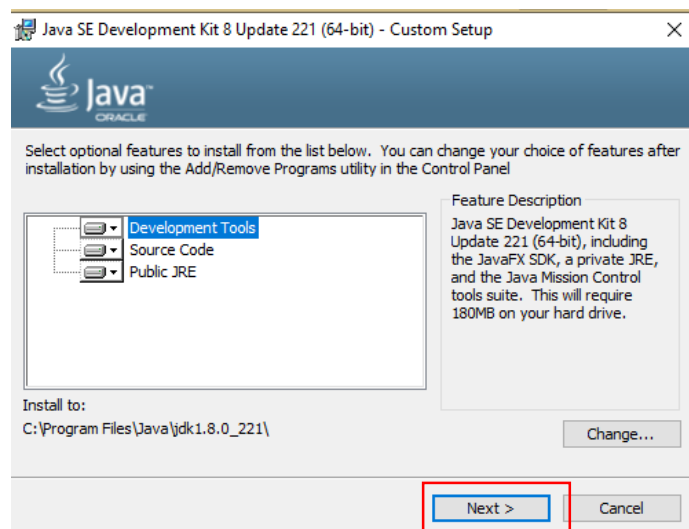 Java SE Development Kit 8 Update 221 (64-bit) - Custom Setup
Java™
ORACLE
Select optional features to install from the list below. You can change your choice of features after
installation by using the Add/Remove Programs utility in the Control Panel
Development Tools
Source Code
Public JRE
Feature Description
Java SE Development Kit 8
Update 221 (64-bit), including
the JavaFX SDK, a private JRE,
and the Java Mission Control
tools suite. This will require
180MB on your hard drive.
Install to:
C:\Program Files\Java\jdk1.8.0_221\
Change...
Next >
Cancel